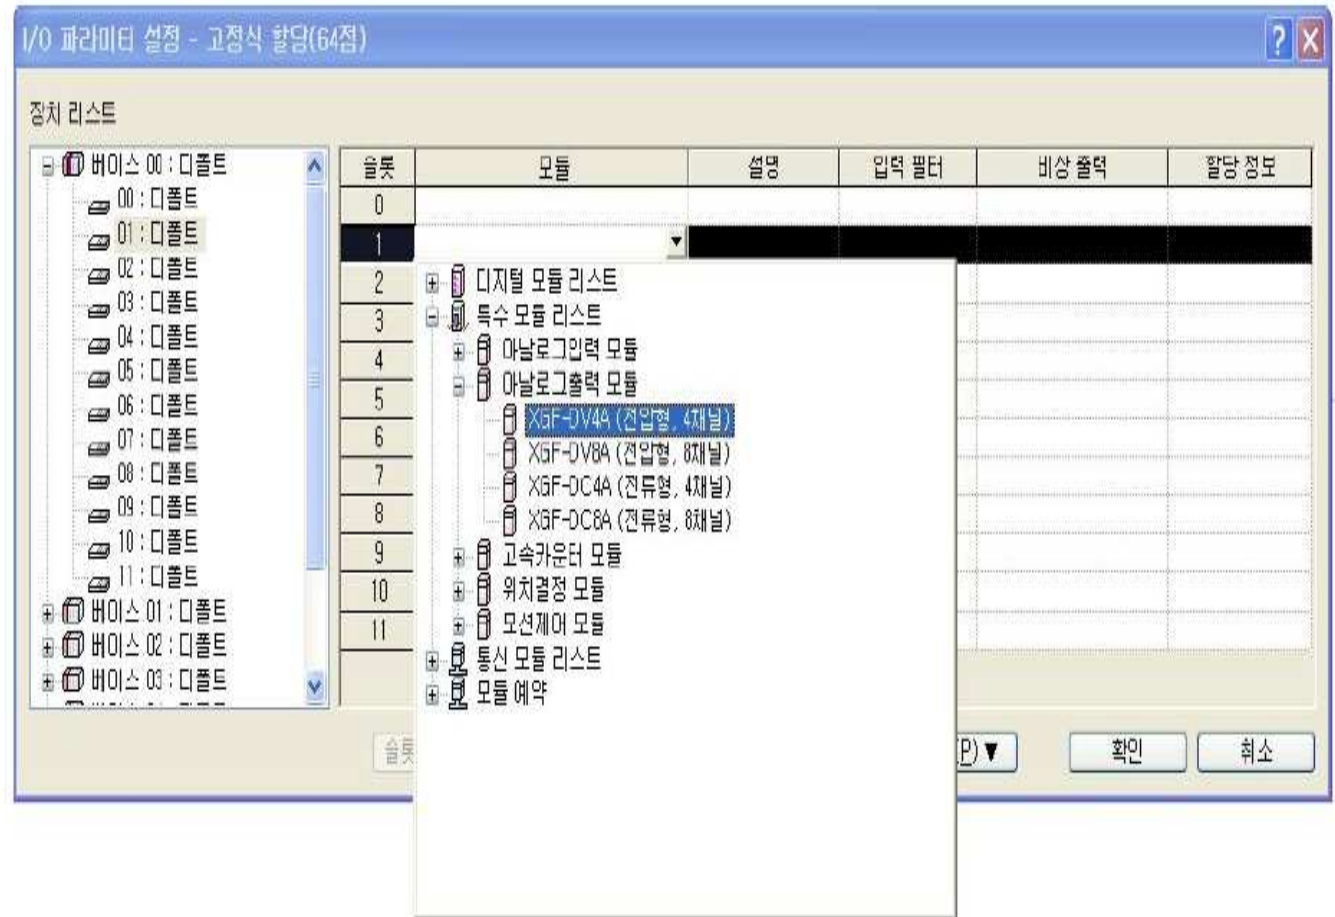 I/O 파라미터 설정 - 고정식 할당(64점)
장치 리스트
베이스 00 : 디폴트
00 : 디폴트
01 : 디폴트
02 : 디폴트
03 : 디폴트
04 : 디폴트
05 : 디폴트
06 : 디폴트
07 : 디폴트
08 : 디폴트
09 : 디폴트
10 : 디폴트
11 : 디폴트
베이스 01 : 디폴트
베이스 02 : 디폴트
베이스 03 : 디폴트
슬롯 모듈 설명 입력 필터 비상 출력 할당 정보
0
1
2
3
4
5
6
7
8
9
10
11
디지털 모듈 리스트
특수 모듈 리스트
아날로그입력 모듈
아날로그출력 모듈
XGF-DV4A (전압형, 4채널)
XGF-DV8A (전압형, 8채널)
XGF-DC4A (전류형, 4채널)
XGF-DC8A (전류형, 8채널)
고속카운터 모듈
위치결정 모듈
모션제어 모듈
통신 모듈 리스트
모듈 예약
슬롯 (P)▼ 확인 취소